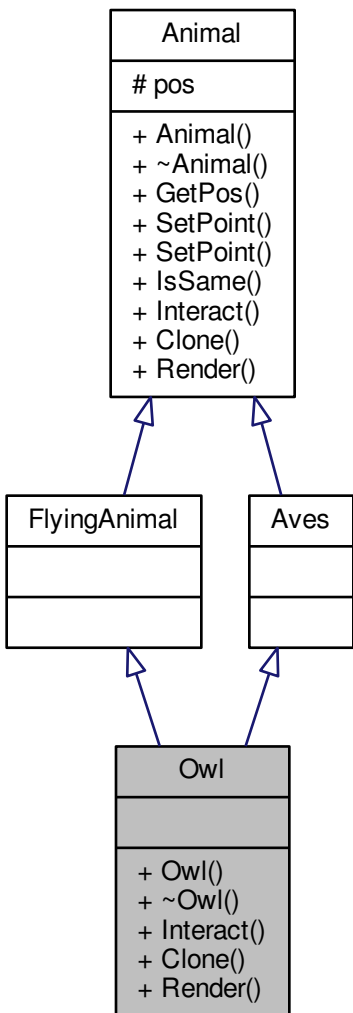 Animal
# pos
+ Animal()
+ ~Animal()
+ GetPos()
+ SetPoint()
+ SetPoint()
+ IsSame()
+ Interact()
+ Clone()
+ Render()
FlyingAnimal
Aves
Owl
+ Owl()
+ ~Owl()
+ Interact()
+ Clone()
+ Render()